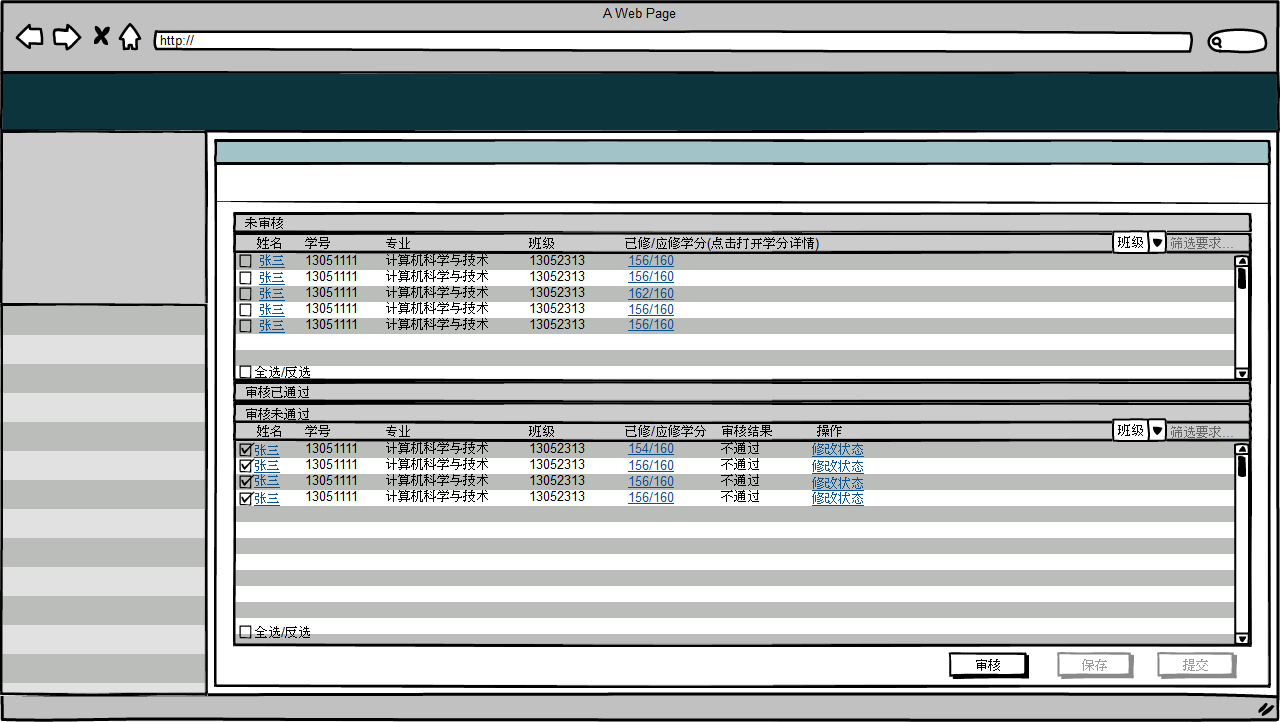 A Web Page
http://
未审核
姓名 学号 专业 班级 已修/应修学分(点击打开学分详情) 班级 筛选要求...
张三 13051111 计算机科学与技术 13052313 156/160
张三 13051111 计算机科学与技术 13052313 156/160
张三 13051111 计算机科学与技术 13052313 162/160
张三 13051111 计算机科学与技术 13052313 156/160
张三 13051111 计算机科学与技术 13052313 156/160
全选/反选
审核已通过
审核未通过
姓名 学号 专业 班级 已修/应修学分 审核结果 操作 班级 筛选要求...
张三 13051111 计算机科学与技术 13052313 154/160 不通过 修改状态
张三 13051111 计算机科学与技术 13052313 156/160 不通过 修改状态
张三 13051111 计算机科学与技术 13052313 156/160 不通过 修改状态
张三 13051111 计算机科学与技术 13052313 156/160 不通过 修改状态
全选/反选
审核 保存 提交